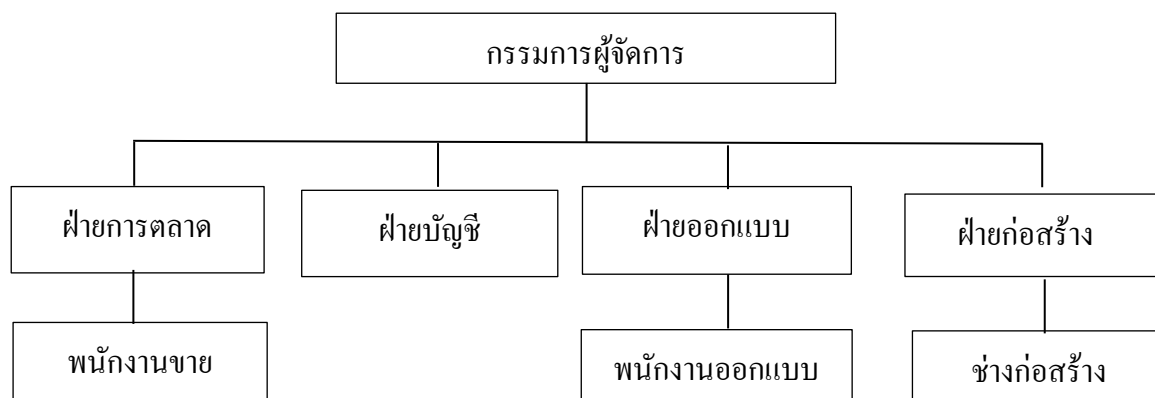 กรรมการผู้จัดการ
ฝ่ายการตลาด
ฝ่ายบัญชี
ฝ่ายออกแบบ
ฝ่ายก่อสร้าง
พนักงานขาย
พนักงานออกแบบ
ช่างก่อสร้าง